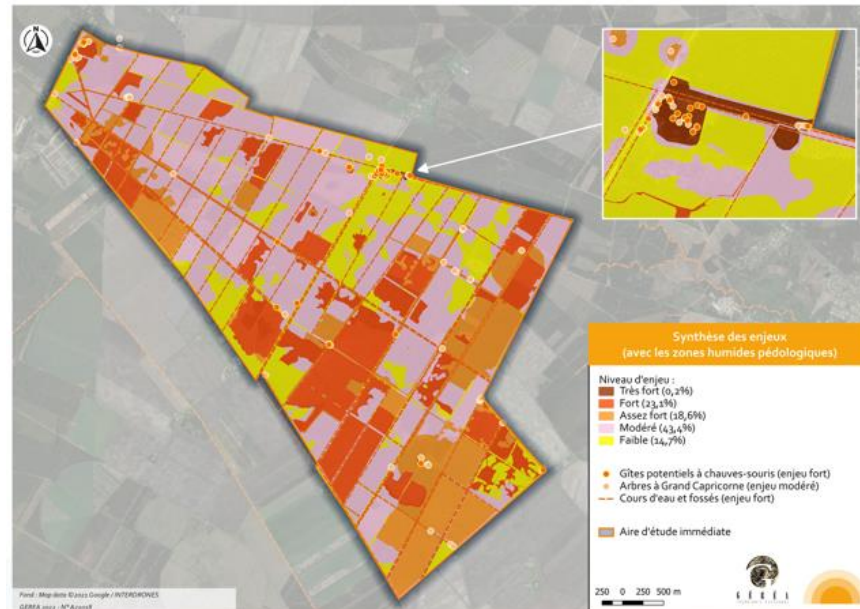 N
Synthèse des enjeux
(avec les zones humides pédologiques)
Niveau d'enjeu :
Très fort (0,2%)
Fort (23,1%)
Assez fort (18,6%)
Modéré (43,4%)
Faible (14,7%)
Gîtes potentiels à chauves-souris (enjeu fort)
Arbres à Grand Capricorne (enjeu modéré)
Cours d'eau et fossés (enjeu fort)
Aire d'étude immédiate
GÉRÉA
250 0 250 500 m
Fond : Map data ©2022 Google / INTERDRONES
GEREA 2022 - N°